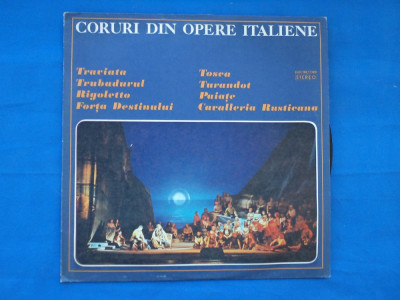 CORURI DIN OPERE ITALIENE
Traviata
Trubadurul
Rigoletto
Forța Destinului
Tosca
Turandot
Paiațe
Cavalleria Rusticana
STEREO